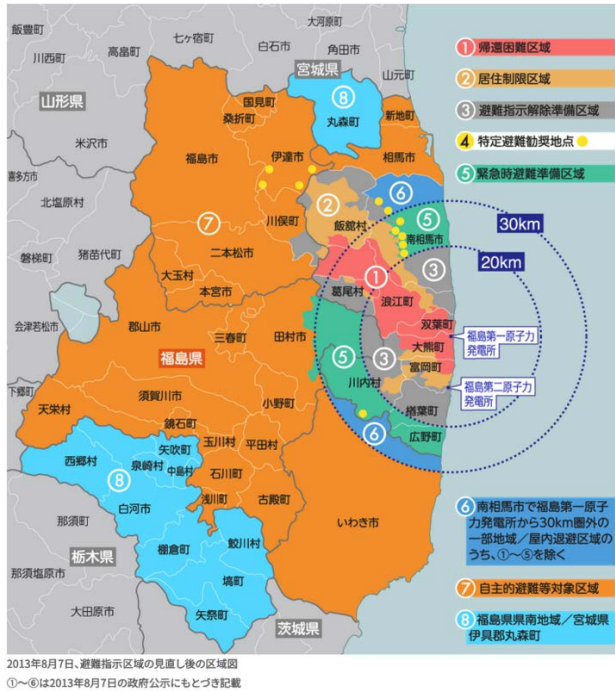 飯豊町
七ヶ宿町
大河原町
川西町
高畠町
白石市
角田市
宮城県
山元町
山形県
米沢市
国見町
桑折町
⑧
丸森町
新地町
福島市
伊達市
相馬市
喜多方市
北塩原村
②
飯舘村
⑥
⑤
南相馬市
30km
⑦
川俣町
二本松市
磐梯町
猪苗代町
大玉村
本宮市
①
③
20km
葛尾村
浪江町
双葉町
福島第一原子力
発電所
会津若松市
郡山市
三春町
田村市
大熊町
福島県
⑤
③
富岡町
川内村
福島第二原子力
発電所
下郷町
須賀川市
小野町
楢葉町
天栄村
鏡石町
⑥
広野町
玉川村
平田村
矢吹町
西郷村
泉崎村
中島村
石川町
⑧
白河市
浅川町
古殿町
いわき市
那須町
鮫川村
棚倉町
栃木県
塙町
那須塩原市
矢祭町
大田原市
茨城県
① 帰還困難区域
② 居住制限区域
③ 避難指示解除準備区域
④ 特定避難勧奨地点
⑤ 緊急時避難準備区域
⑥ 南相馬市で福島第一原子
力発電所から30km圏外の
一部地域／屋内退避区域の
うち、①〜⑤を除く
⑦ 自主的避難等対象区域
⑧ 福島県県南地域／宮城県
伊具郡丸森町
2013年8月7日、避難指示区域の見直し後の区域図
①〜⑥は2013年8月7日の政府公示にもとづき記載